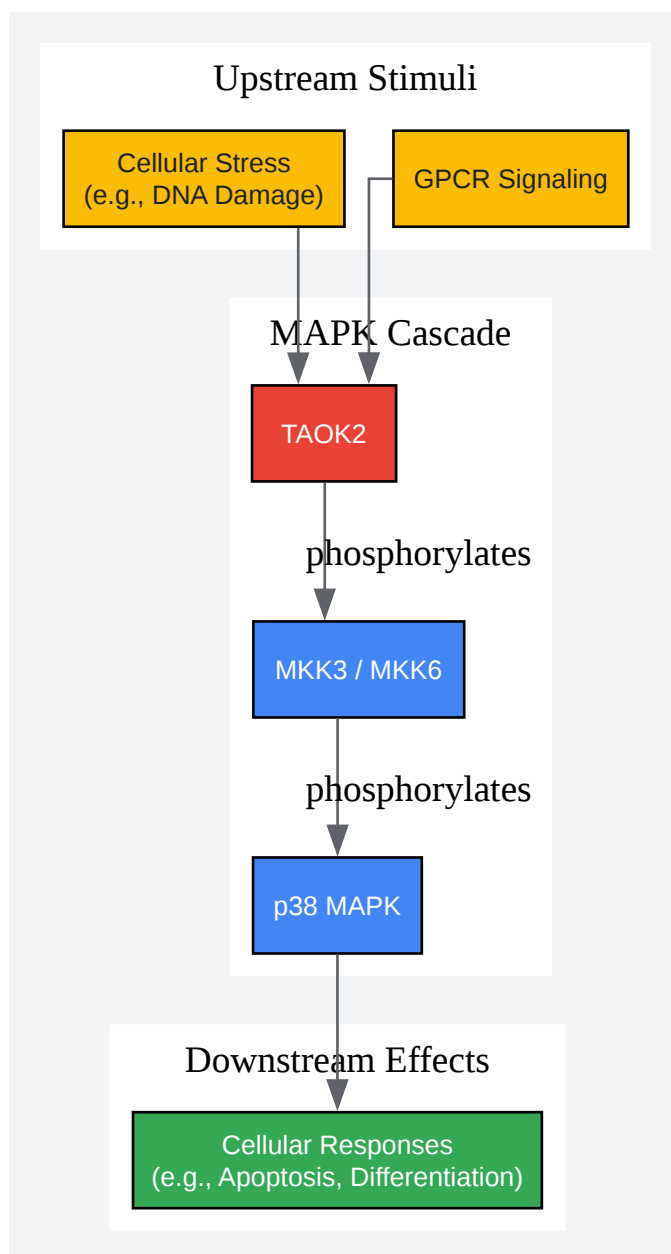 Upstream Stimuli
Cellular Stress
(e.g., DNA Damage)
GPCR Signaling
MAPK Cascade
TAOK2
phosphorylates
MKK3 / MKK6
phosphorylates
p38 MAPK
Downstream Effects
Cellular Responses
(e.g., Apoptosis, Differentiation)